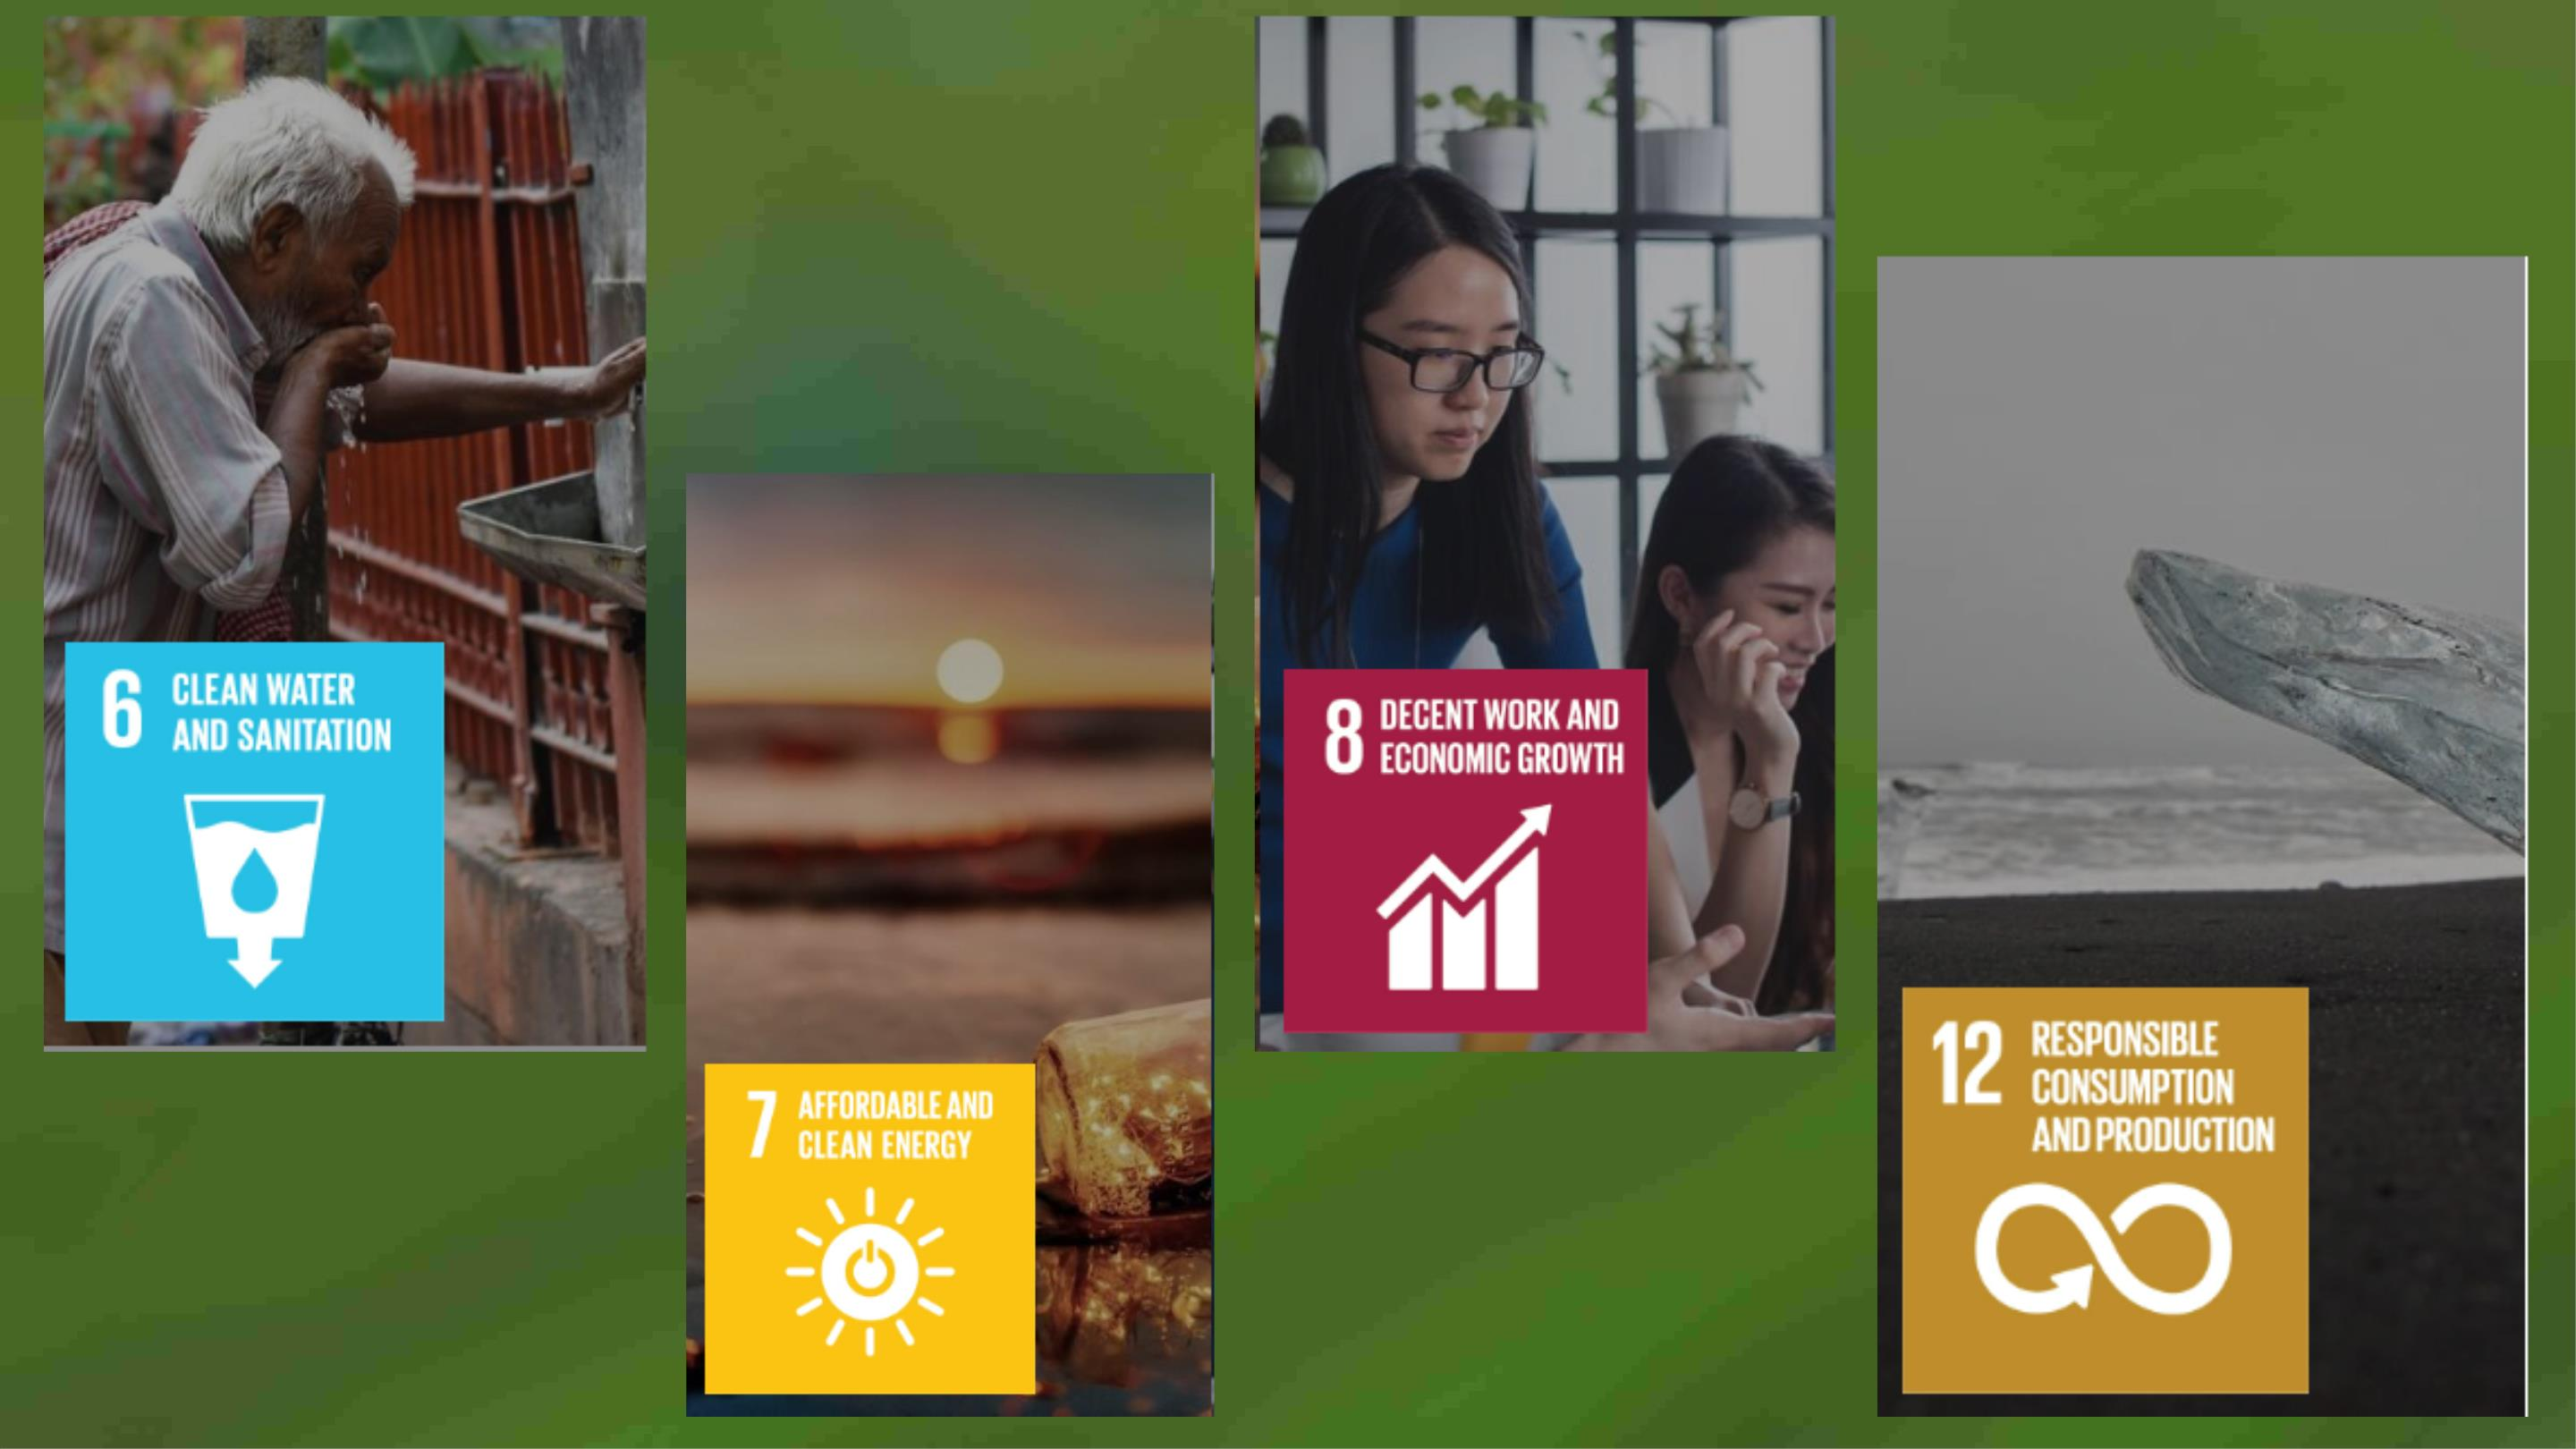 6
CLEAN WATER
AND SANITATION
7
AFFORDABLE AND
CLEAN ENERGY
8
DECENT WORK AND
ECONOMIC GROWTH
12
RESPONSIBLE
CONSUMPTION
AND PRODUCTION